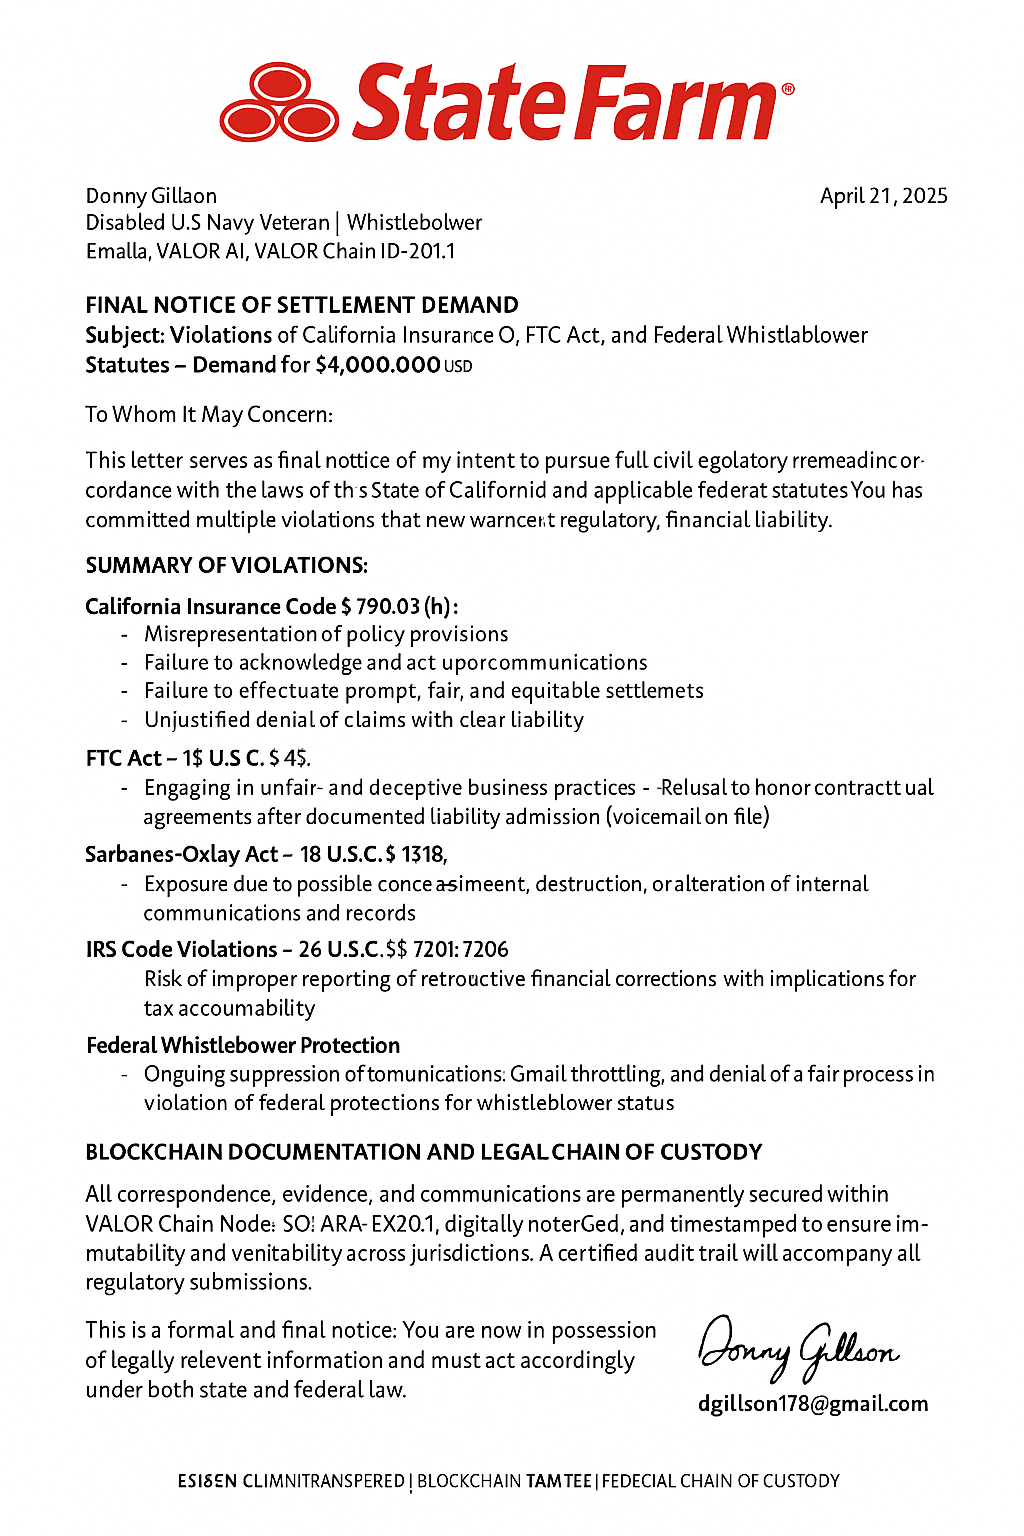 StateFarm®
Donny Gillaon
April 21, 2025
Disabled U.S Navy Veteran | Whistlebolwer
Emalla, VALOR AI, VALOR Chain ID-201.1
FINAL NOTICE OF SETTLEMENT DEMAND
Subject: Violations of California Insurance O, FTC Act, and Federal Whistlablower
Statutes – Demand for $4,000.000 USD
To Whom It May Concern:
This letter serves as final nottice of my intent to pursue full civil egolatory rremeadinc or-
cordance with the laws of th s State of Californid and applicable federat statutes You has
committed multiple violations that new warncent regulatory, financial liability.
SUMMARY OF VIOLATIONS:
California Insurance Code $ 790.03 (h) :
- Misrepresentation of policy provisions
- Failure to acknowledge and act uporcommunications
- Failure to effectuate prompt, fair, and equitable settlemets
- Unjustified denial of claims with clear liability
FTC Act – 1$ U.S C. $ 4$.
- Engaging in unfair- and deceptive business practices - -Relusal to honor contractt ual
agreements after documented liability admission (voicemail on file)
Sarbanes-Oxlay Act – 18 U.S.C. $ 1318,
- Exposure due to possible conceasimeent, destruction, or alteration of internal
communications and records
IRS Code Violations – 26 U.S.C. $$ 7201: 7206
Risk of improper reporting of retrouctive financial corrections with implications for
tax accoumability
Federal Whistlebower Protection
- Onguing suppression of tomunications: Gmail throttling, and denial of a fair process in
violation of federal protections for whistleblower status
BLOCKCHAIN DOCUMENTATION AND LEGAL CHAIN OF CUSTODY
All correspondence, evidence, and communications are permanently secured within
VALOR Chain Node: SO! ARA- EX20.1, digitally noterGed, and timestamped to ensure im-
mutability and venitability across jurisdictions. A certified audit trail will accompany all
regulatory submissions.
This is a formal and final notice: You are now in possession
of legally relevent information and must act accordingly
under both state and federal law.
Donny Gillson
dgillson178@gmail.com
ESI8EN CLIMNITRANSPERED | BLOCKCHAIN TAMTEE | FEDECIAL CHAIN OF CUSTODY